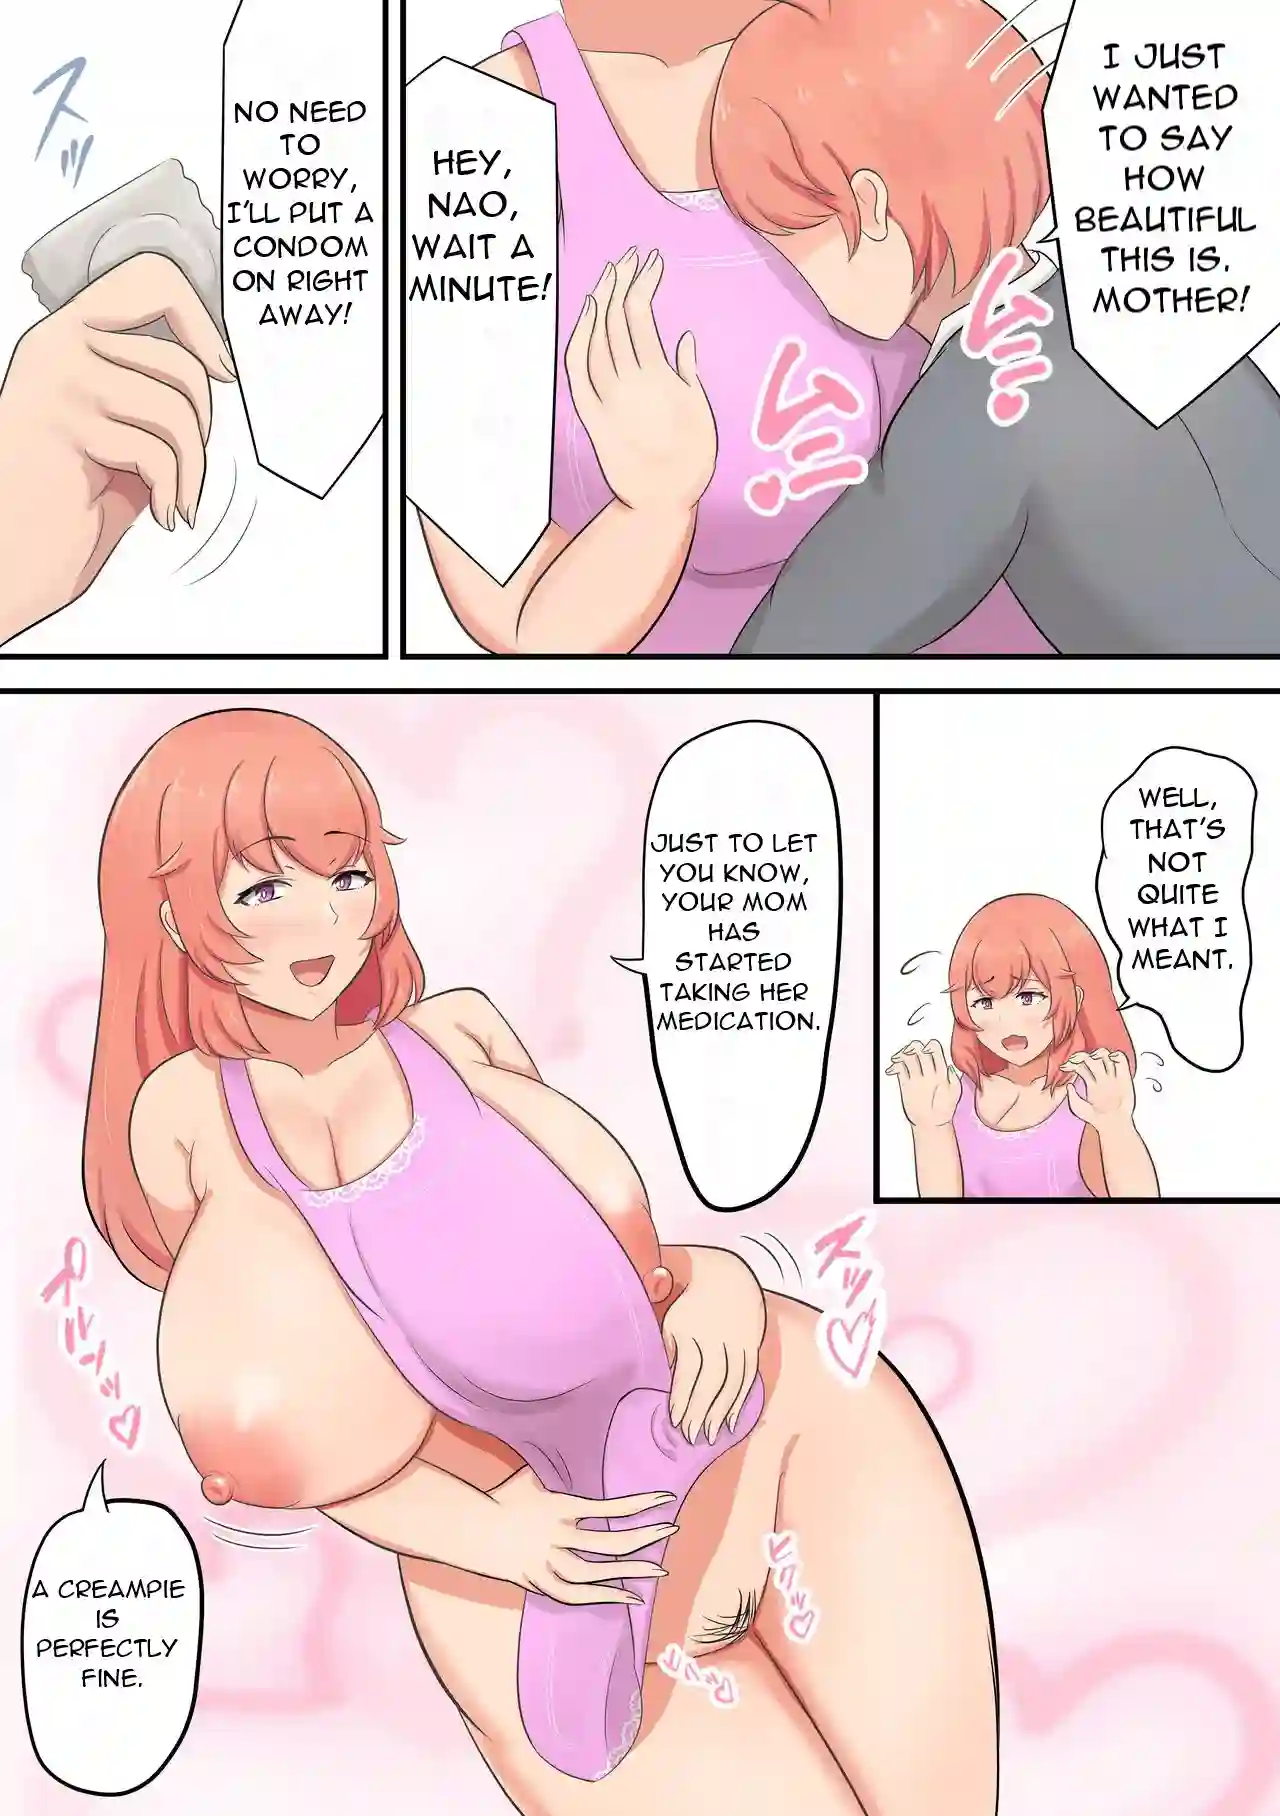 I JUST
WANTED
TO SAY
HOW
BEAUTIFUL
THIS IS.
MOTHER!
HEY,
NAO,
WAIT A
MINUTE!
ムニ
ムニ
NO NEED
TO
WORRY,
I'LL PUT A
CONDOM
ON RIGHT
AWAY!
スッ
WELL,
THAT'S
NOT
QUITE
WHAT I
MEANT.
JUST TO LET
YOU KNOW,
YOUR MOM
HAS
STARTED
TAKING HER
MEDICATION.
スッ♡
A CREAMPIE
IS
PERFECTLY
FINE.